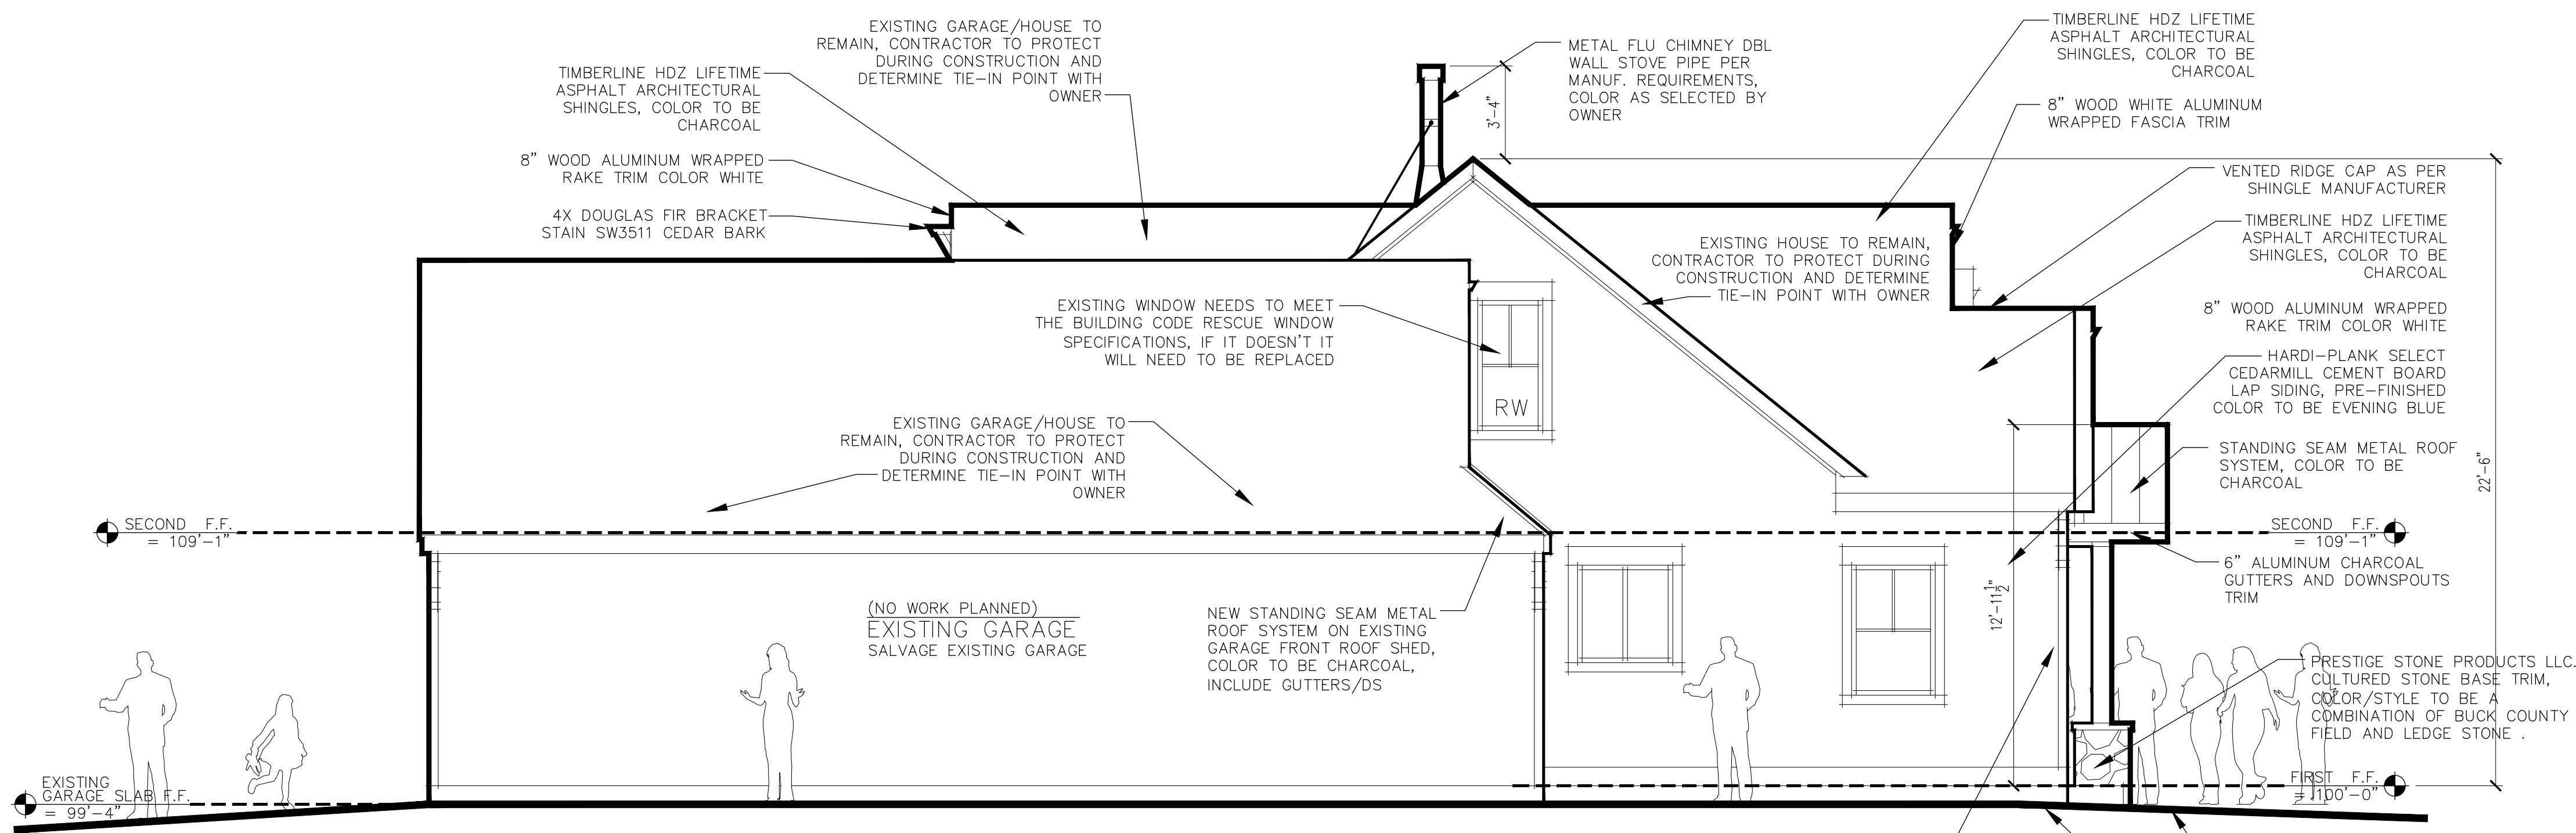 EXISTING GARAGE/HOUSE TO
REMAIN, CONTRACTOR TO PROTECT
DURING CONSTRUCTION AND
DETERMINE TIE-IN POINT WITH
OWNER
TIMBERLINE HDZ LIFETIME
ASPHALT ARCHITECTURAL
SHINGLES, COLOR TO BE
CHARCOAL
8" WOOD ALUMINUM WRAPPED
RAKE TRIM COLOR WHITE
4X DOUGLAS FIR BRACKET
STAIN SW3511 CEDAR BARK
METAL FLU CHIMNEY DBL
WALL STOVE PIPE PER
MANUF. REQUIREMENTS,
COLOR AS SELECTED BY
OWNER
3'-4"
TIMBERLINE HDZ LIFETIME
ASPHALT ARCHITECTURAL
SHINGLES, COLOR TO BE
CHARCOAL
8" WOOD WHITE ALUMINUM
WRAPPED FASCIA TRIM
VENTED RIDGE CAP AS PER
SHINGLE MANUFACTURER
TIMBERLINE HDZ LIFETIME
ASPHALT ARCHITECTURAL
SHINGLES, COLOR TO BE
CHARCOAL
8" WOOD ALUMINUM WRAPPED
RAKE TRIM COLOR WHITE
HARDI-PLANK SELECT
CEDARMILL CEMENT BOARD
LAP SIDING, PRE-FINISHED
COLOR TO BE EVENING BLUE
STANDING SEAM METAL ROOF
SYSTEM, COLOR TO BE
CHARCOAL
22'-6"
EXISTING HOUSE TO REMAIN,
CONTRACTOR TO PROTECT DURING
CONSTRUCTION AND DETERMINE
TIE-IN POINT WITH OWNER
EXISTING WINDOW NEEDS TO MEET
THE BUILDING CODE RESCUE WINDOW
SPECIFICATIONS, IF IT DOESN'T IT
WILL NEED TO BE REPLACED
RW
EXISTING GARAGE/HOUSE TO
REMAIN, CONTRACTOR TO PROTECT
DURING CONSTRUCTION AND
DETERMINE TIE-IN POINT WITH
OWNER
SECOND F.F.
= 109'-1"
SECOND F.F.
= 109'-1"
6" ALUMINUM CHARCOAL
GUTTERS AND DOWNSPOUTS
TRIM
12'-11 1/2"
(NO WORK PLANNED)
EXISTING GARAGE
SALVAGE EXISTING GARAGE
NEW STANDING SEAM METAL
ROOF SYSTEM ON EXISTING
GARAGE FRONT ROOF SHED,
COLOR TO BE CHARCOAL,
INCLUDE GUTTERS/DS
PRESTIGE STONE PRODUCTS LLC.
CULTURED STONE BASE TRIM,
COLOR/STYLE TO BE A
COMBINATION OF BUCK COUNTY
FIELD AND LEDGE STONE .
EXISTING
GARAGE SLAB F.F.
= 99'-4"
FIRST F.F.
= 100'-0"